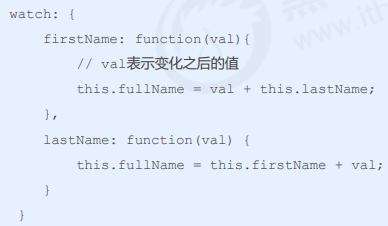 watch: {
    firstName: function(val){
        // val表示变化之后的值
        this.fullName = val + this.lastName;
    },
    lastName: function(val) {
        this.fullName = this.firstName + val;
    }
 }